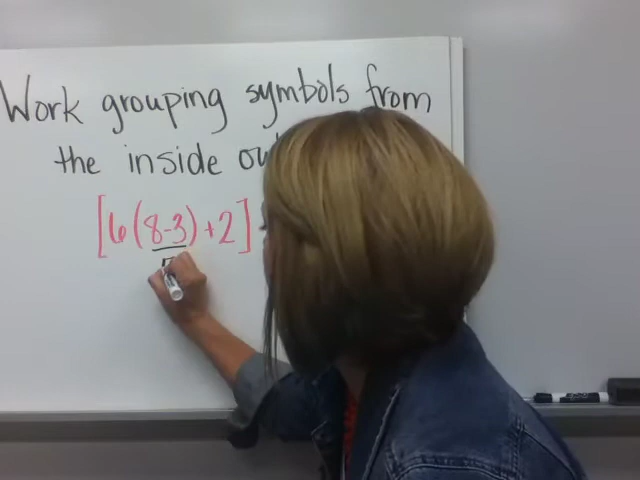 Work grouping symbols from
the inside
[6(8-3)+2]